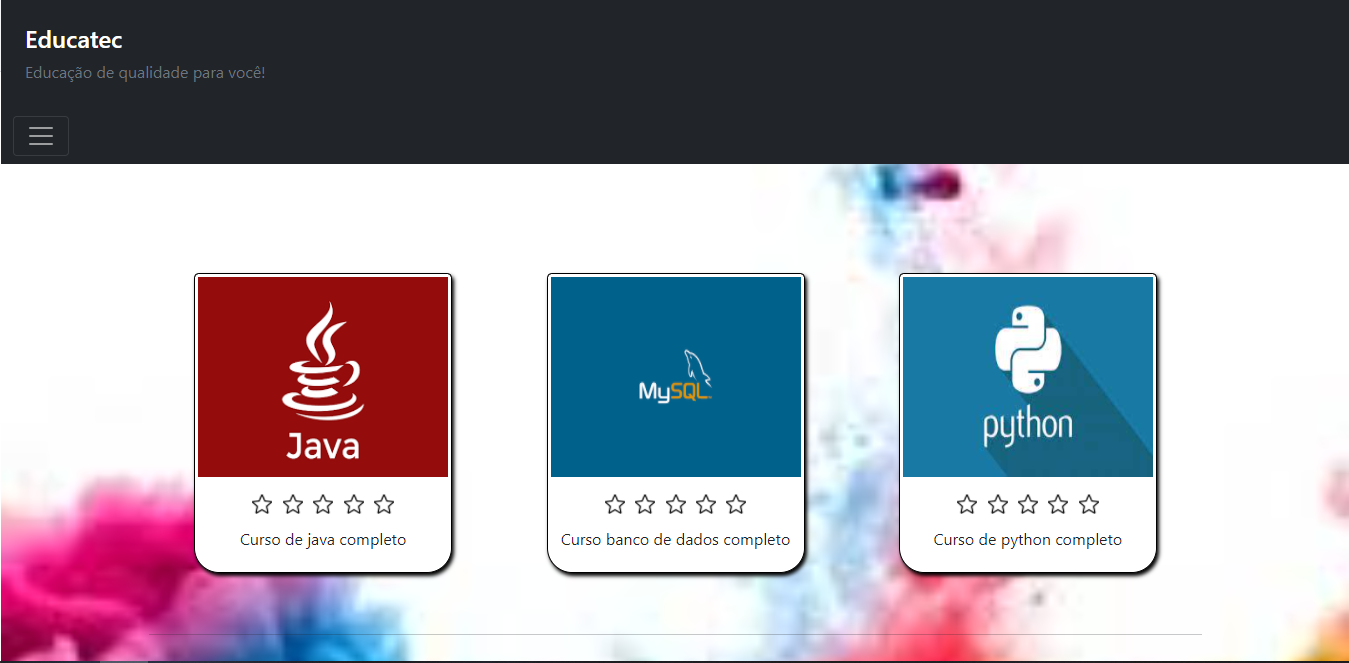 Educatec
Educação de qualidade para você!
Java
MySQL
python
Curso de java completo
Curso banco de dados completo
Curso de python completo